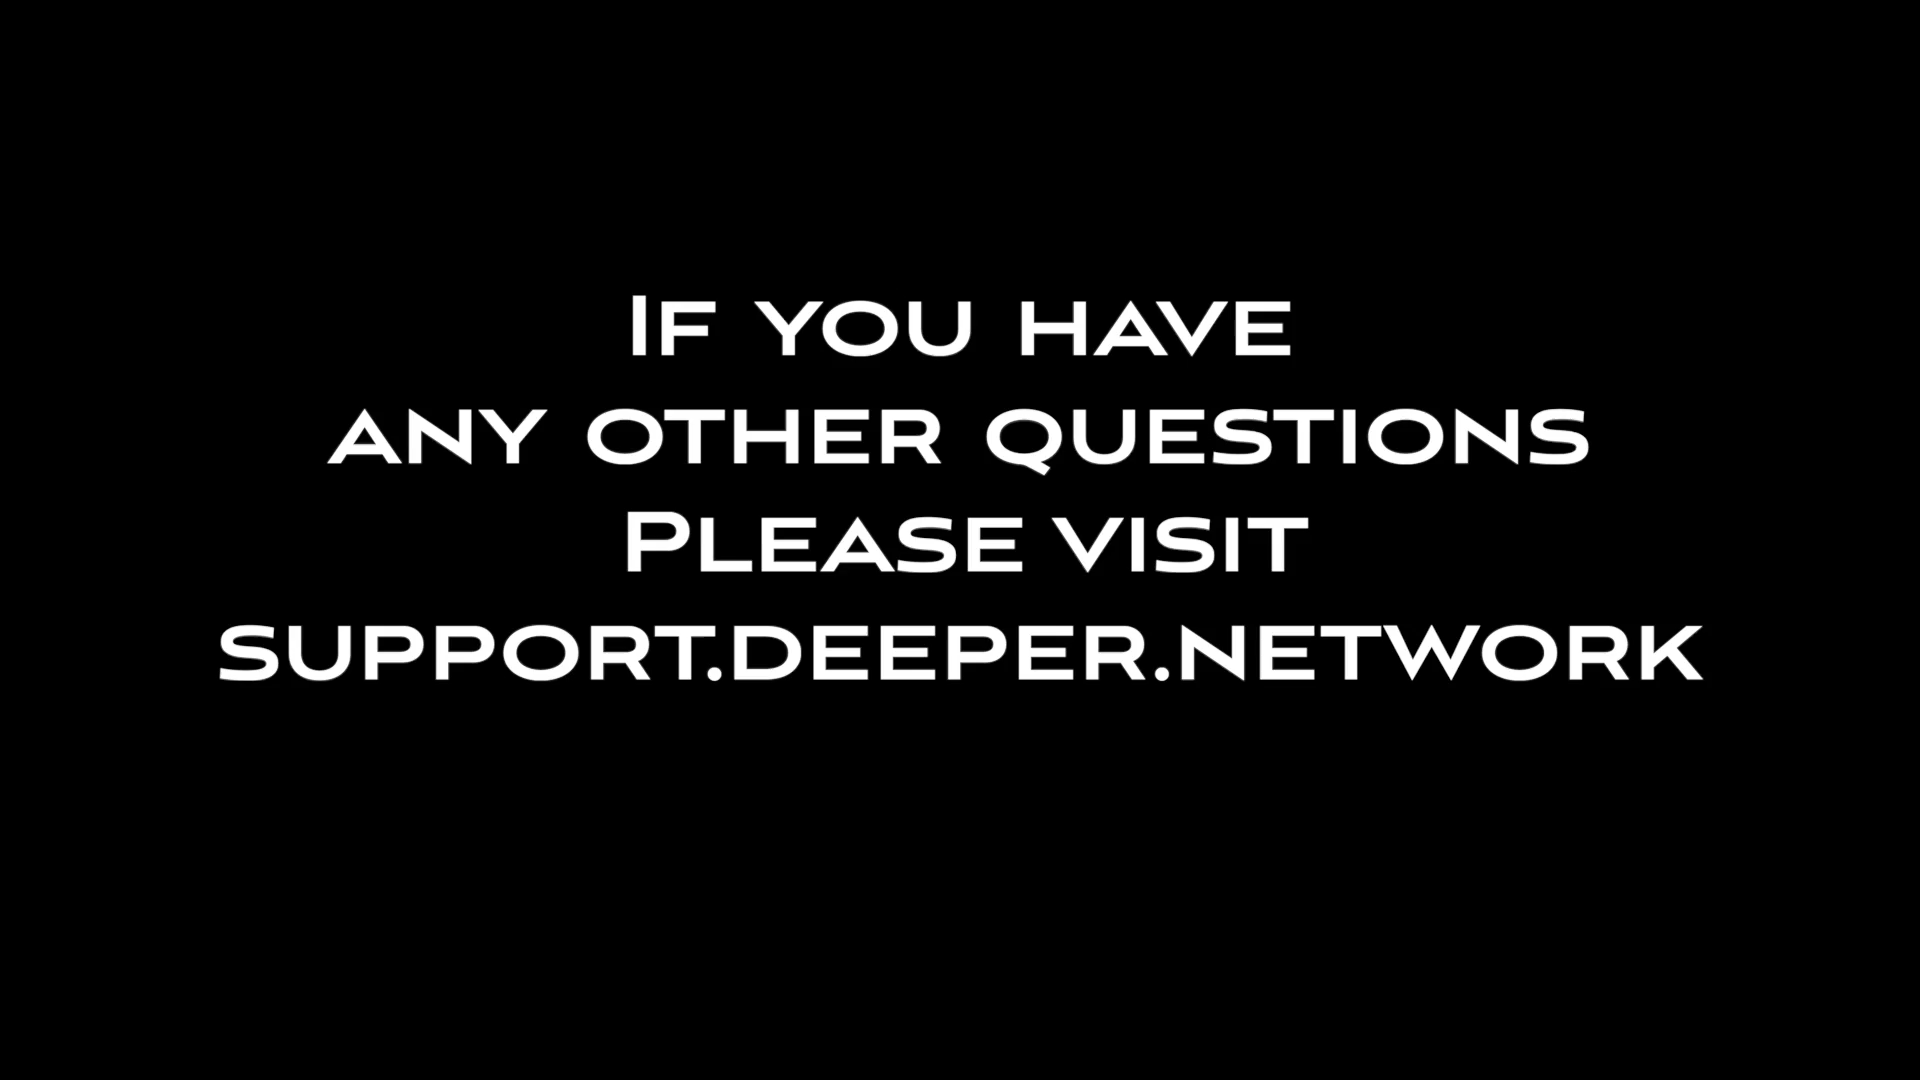 If you have
any other questions
Please visit
support.deeper.network